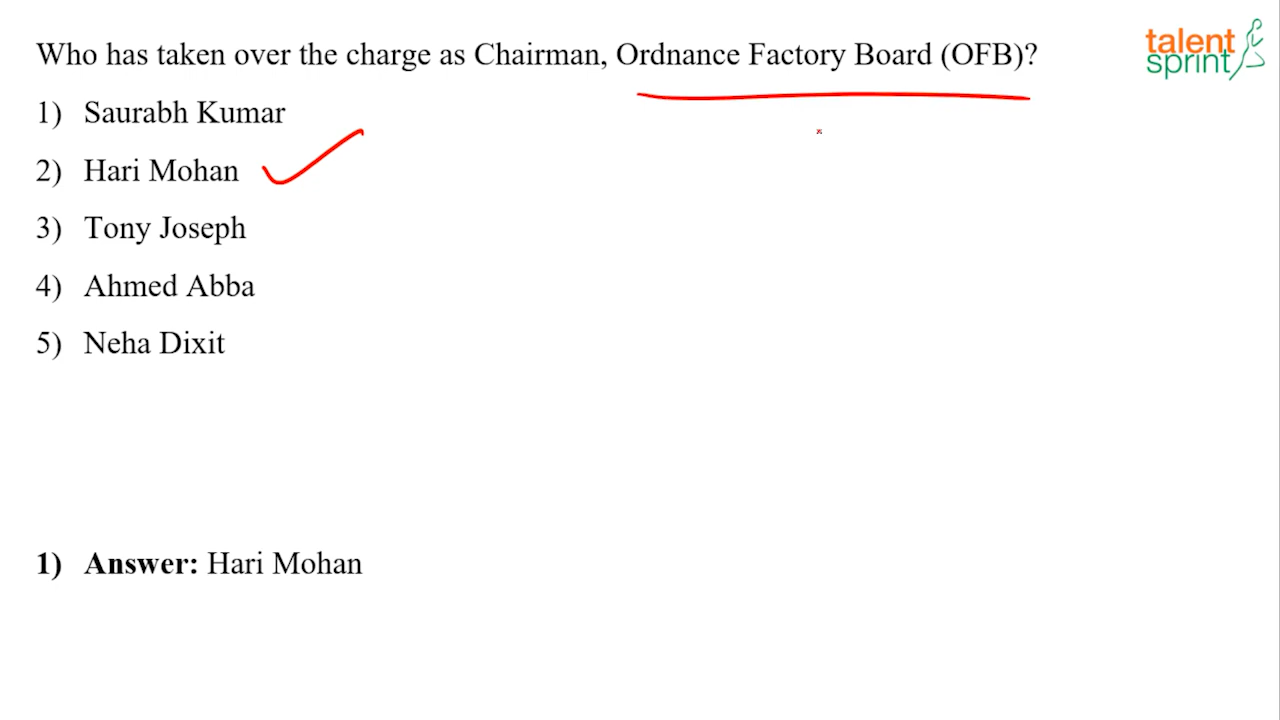 Who has taken over the charge as Chairman, Ordnance Factory Board (OFB)?
talent
sprint
1) Saurabh Kumar
2) Hari Mohan
3) Tony Joseph
4) Ahmed Abba
5) Neha Dixit
1) Answer: Hari Mohan